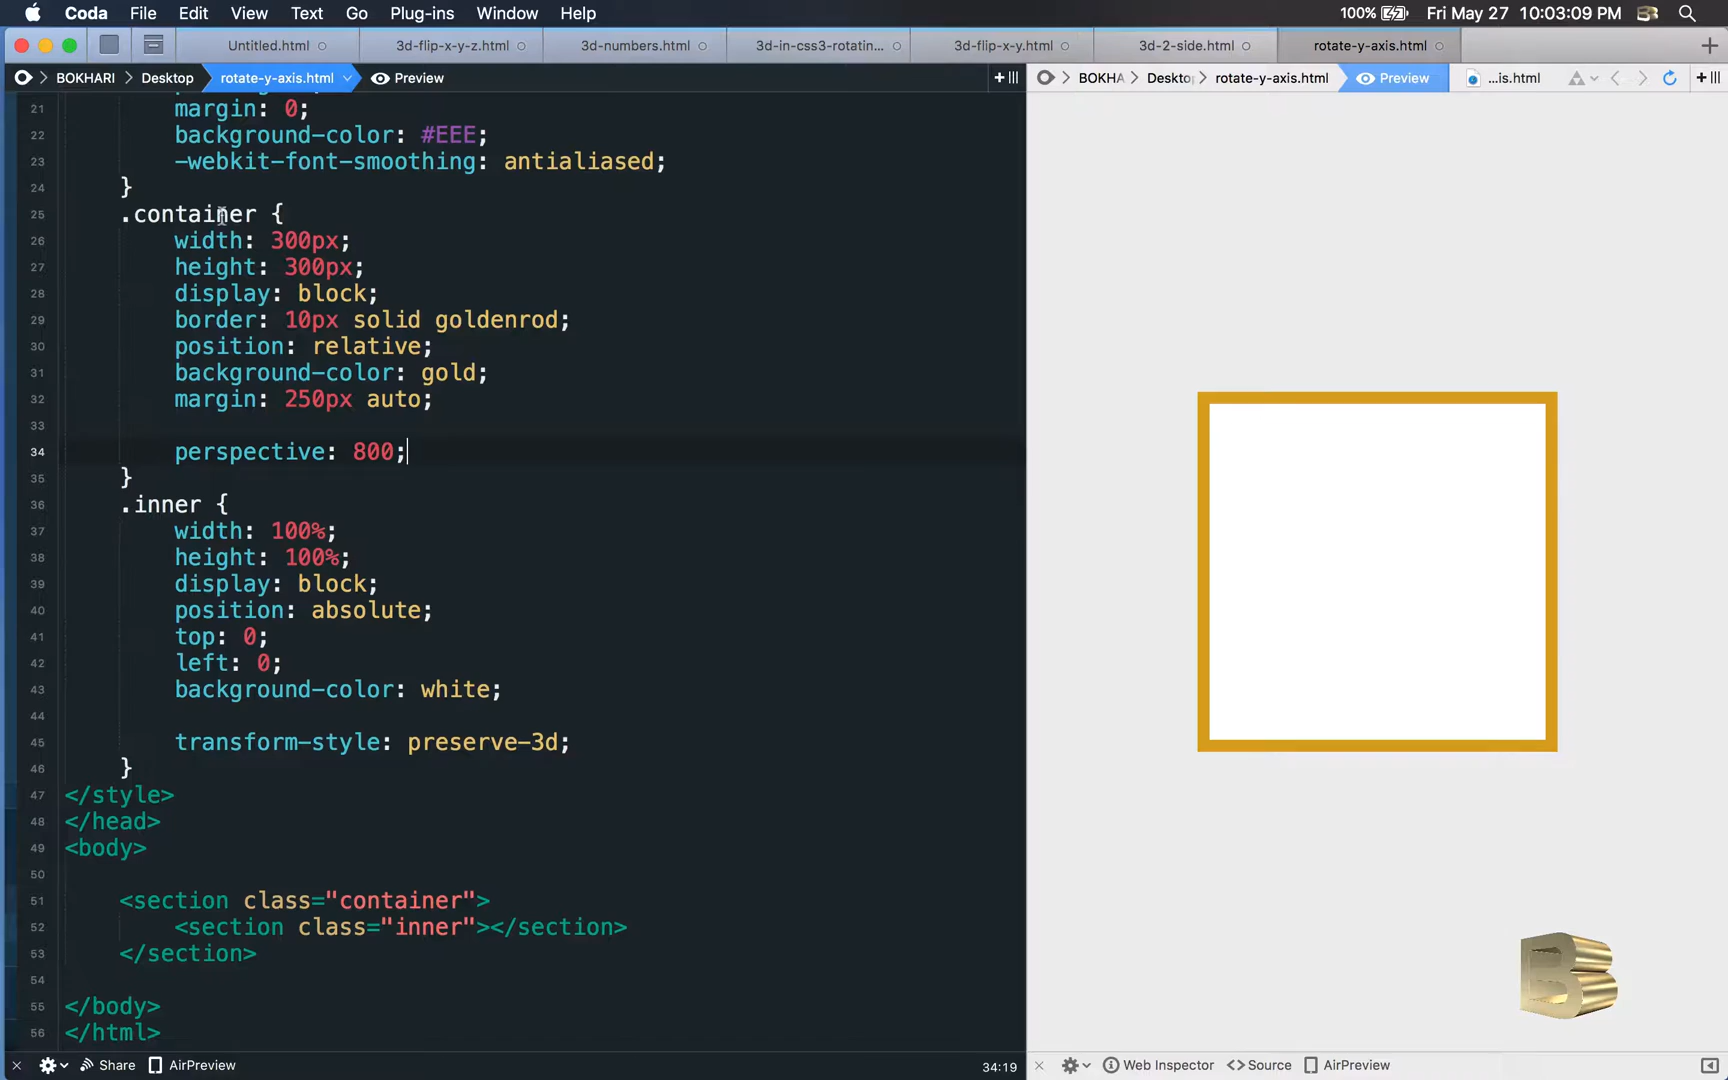 Coda File Edit View Text Go Plug-ins Window Help 100% Fri May 27 10:03:09 PM
Untitled.html 3d-flip-x-y-z.html 3d-numbers.html 3d-in-css3-rotatin... 3d-flip-x-y.html 3d-2-side.html rotate-y-axis.html
BOKHARI Desktop rotate-y-axis.html Preview
BOKHA Deskto rotate-y-axis.html Preview ...is.html
21 margin: 0;
22 background-color: #EEE;
23 -webkit-font-smoothing: antialiased;
24 }
25 .container {
26 width: 300px;
27 height: 300px;
28 display: block;
29 border: 10px solid goldenrod;
30 position: relative;
31 background-color: gold;
32 margin: 250px auto;
33
34 perspective: 800;
35 }
36 .inner {
37 width: 100%;
38 height: 100%;
39 display: block;
40 position: absolute;
41 top: 0;
42 left: 0;
43 background-color: white;
44
45 transform-style: preserve-3d;
46 }
47 </style>
48 </head>
49 <body>
50
51 <section class="container">
52 <section class="inner"></section>
53 </section>
54
55 </body>
56 </html>
B
Share AirPreview 34:19
Web Inspector <> Source AirPreview